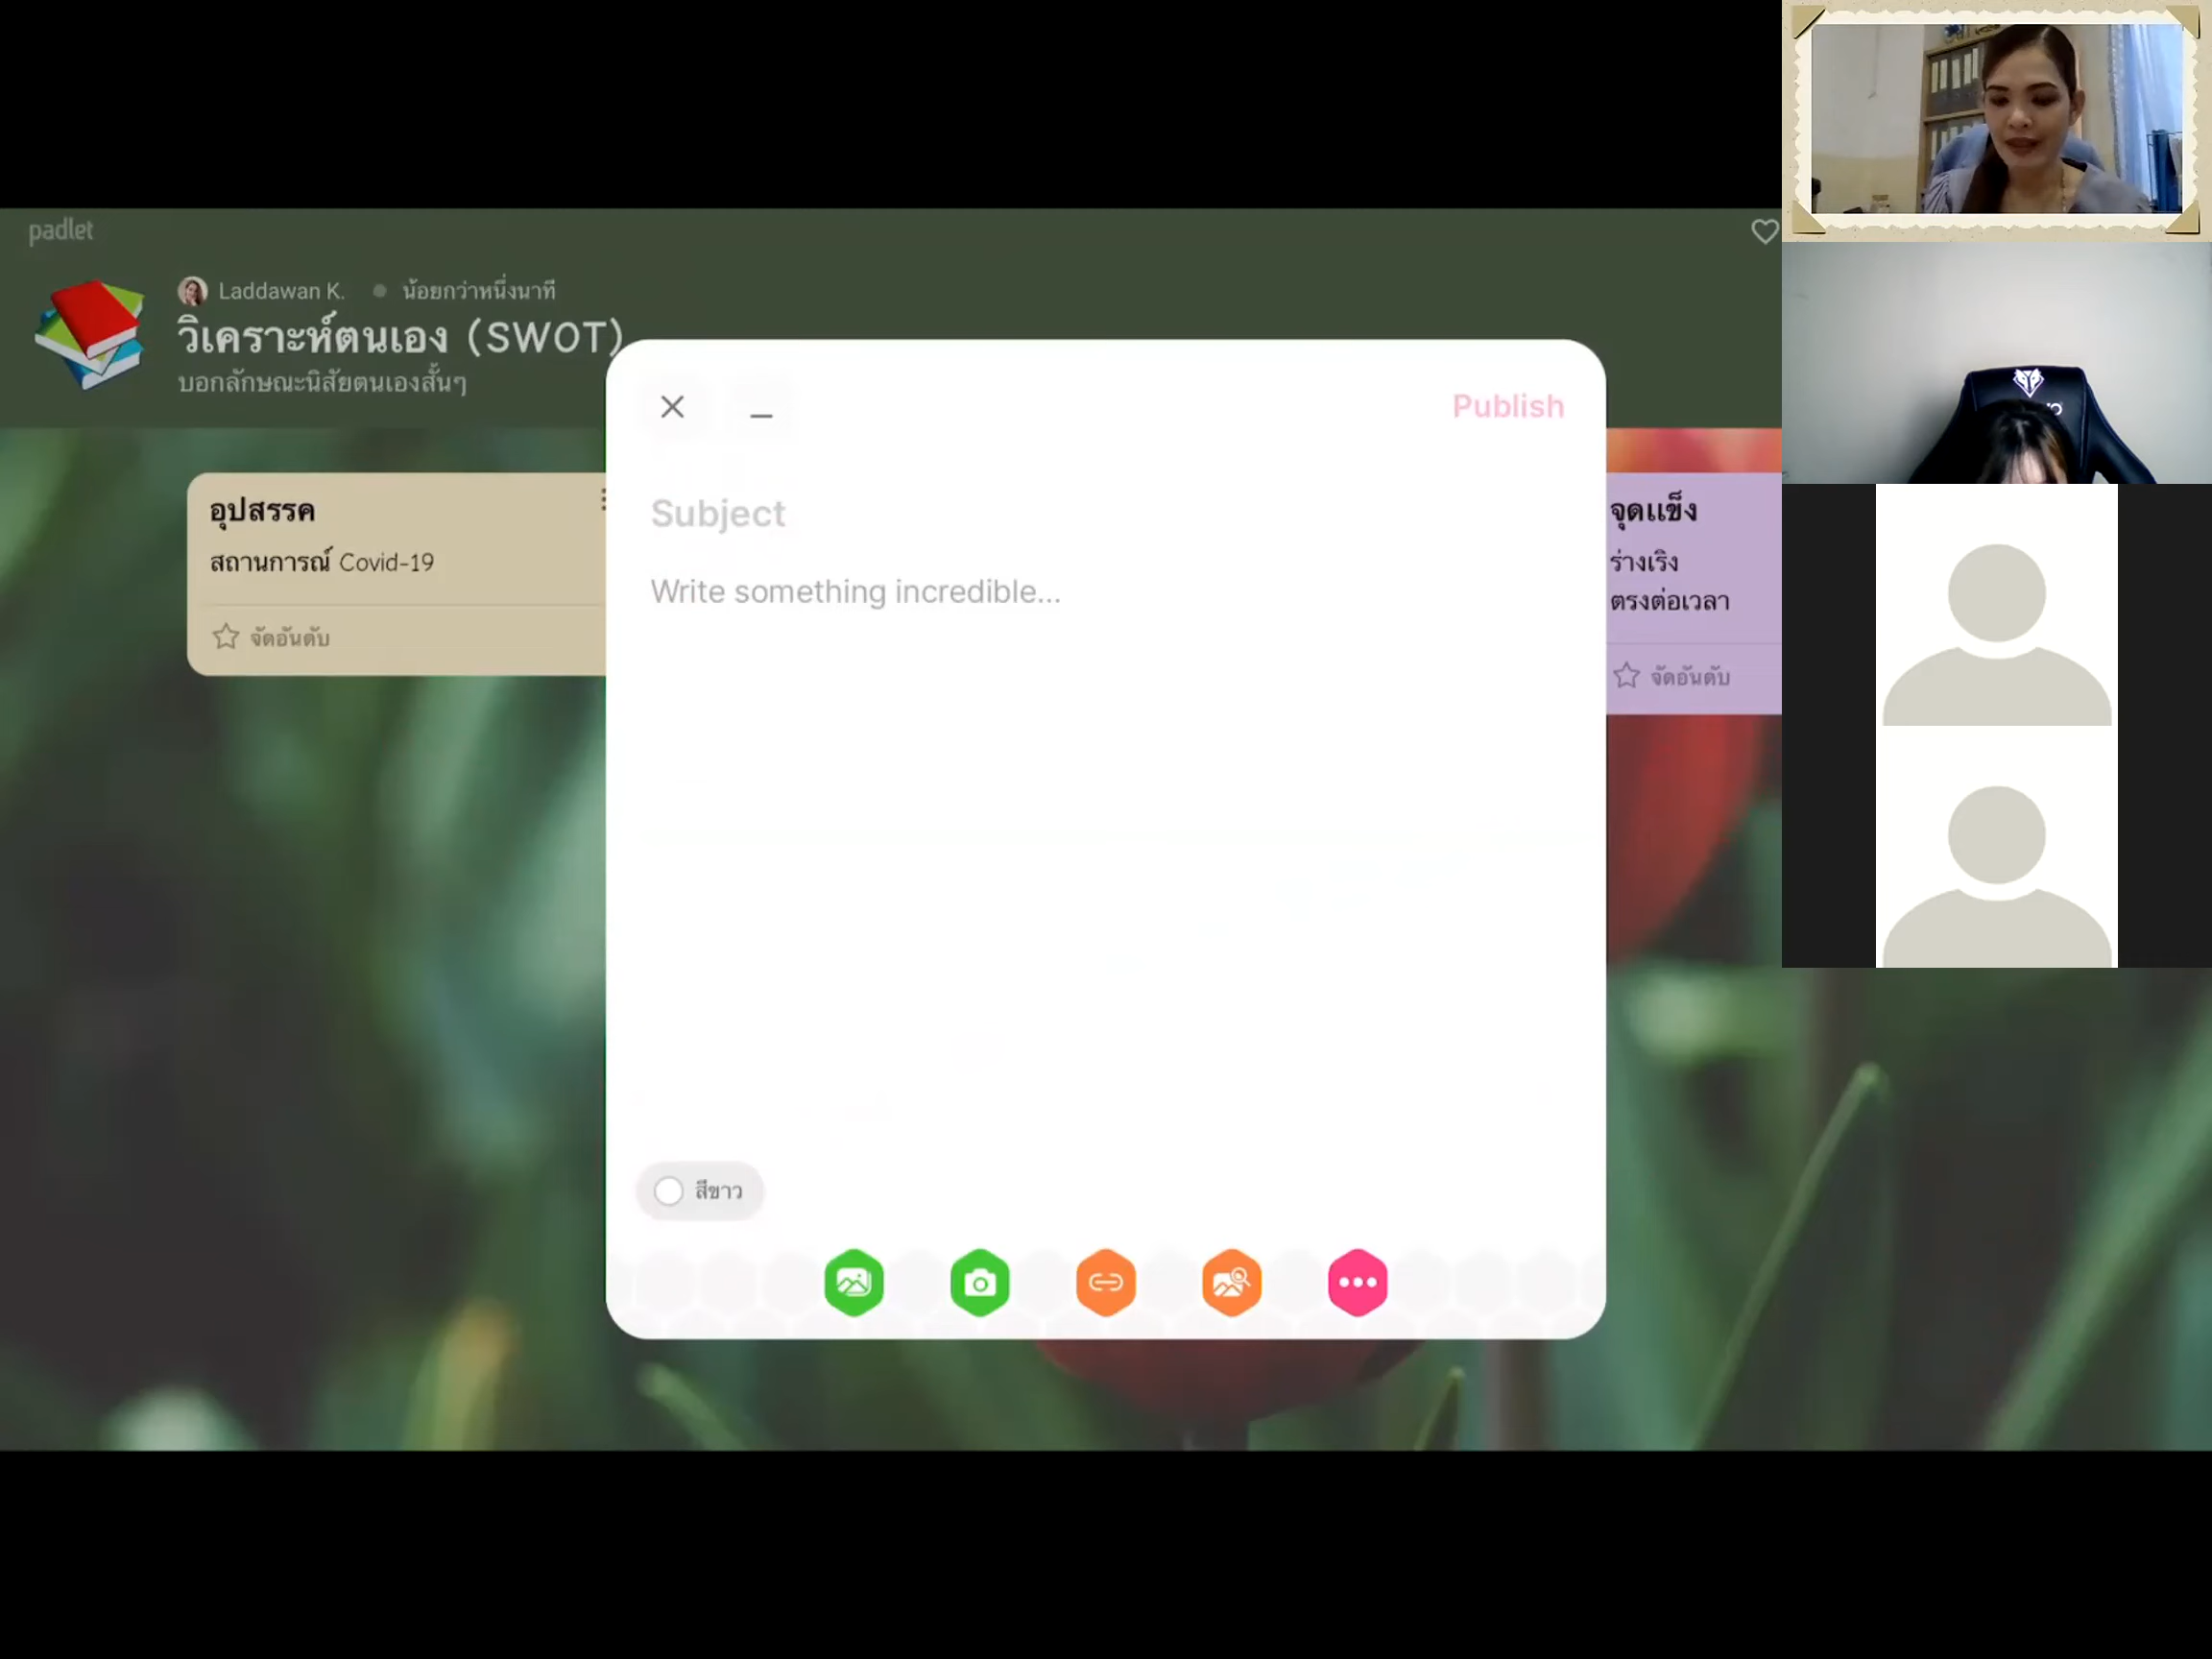 padlet
Laddawan K. น้อยกว่าหนึ่งนาที
วิเคราะห์ตนเอง (SWOT)
บอกลักษณะนิสัยตนเองสั้นๆ
อุปสรรค
สถานการณ์ Covid-19
จัดอันดับ
Publish
Subject
Write something incredible...
สีขาว
จุดแข็ง
ร่างเริง
ตรงต่อเวลา
จัดอันดับ